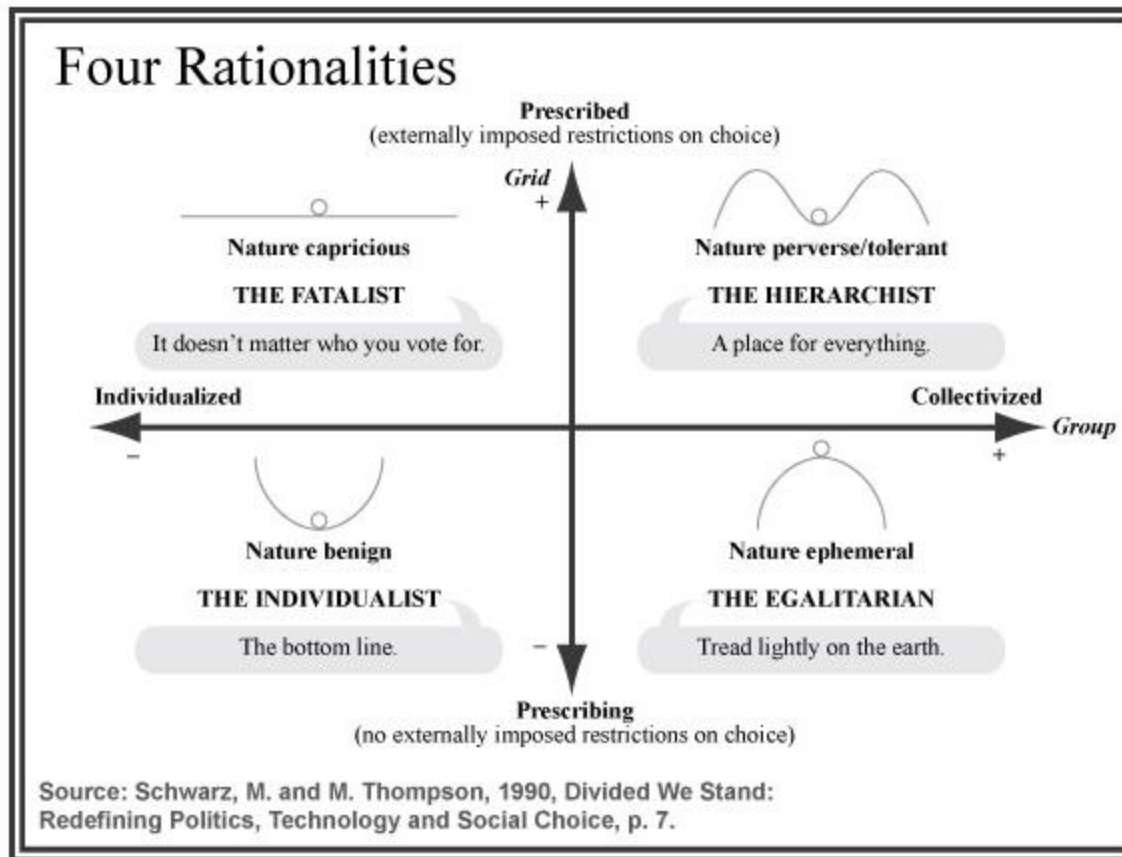 Four Rationalities
Prescribed
(externally imposed restrictions on choice)
Grid
+
Nature capricious
THE FATALIST
It doesn't matter who you vote for.
Nature perverse/tolerant
THE HIERARCHIST
A place for everything.
Individualized
Collectivized
Group
–
+
Nature benign
THE INDIVIDUALIST
The bottom line.
Nature ephemeral
THE EGALITARIAN
Tread lightly on the earth.
–
Prescribing
(no externally imposed restrictions on choice)
Source: Schwarz, M. and M. Thompson, 1990, Divided We Stand:
Redefining Politics, Technology and Social Choice, p. 7.